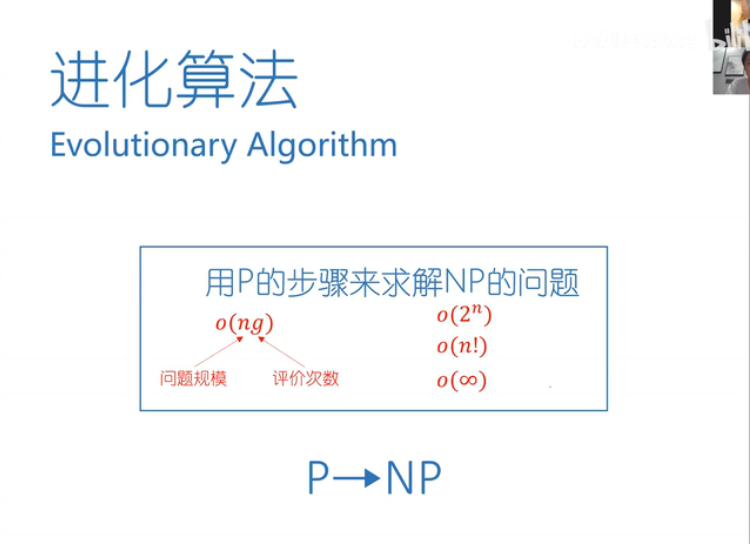 进化算法
Evolutionary Algorithm
用P的步骤来求解NP的问题
o(ng)
o(2ⁿ)
o(n!)
o(∞)
问题规模 评价次数
P→NP